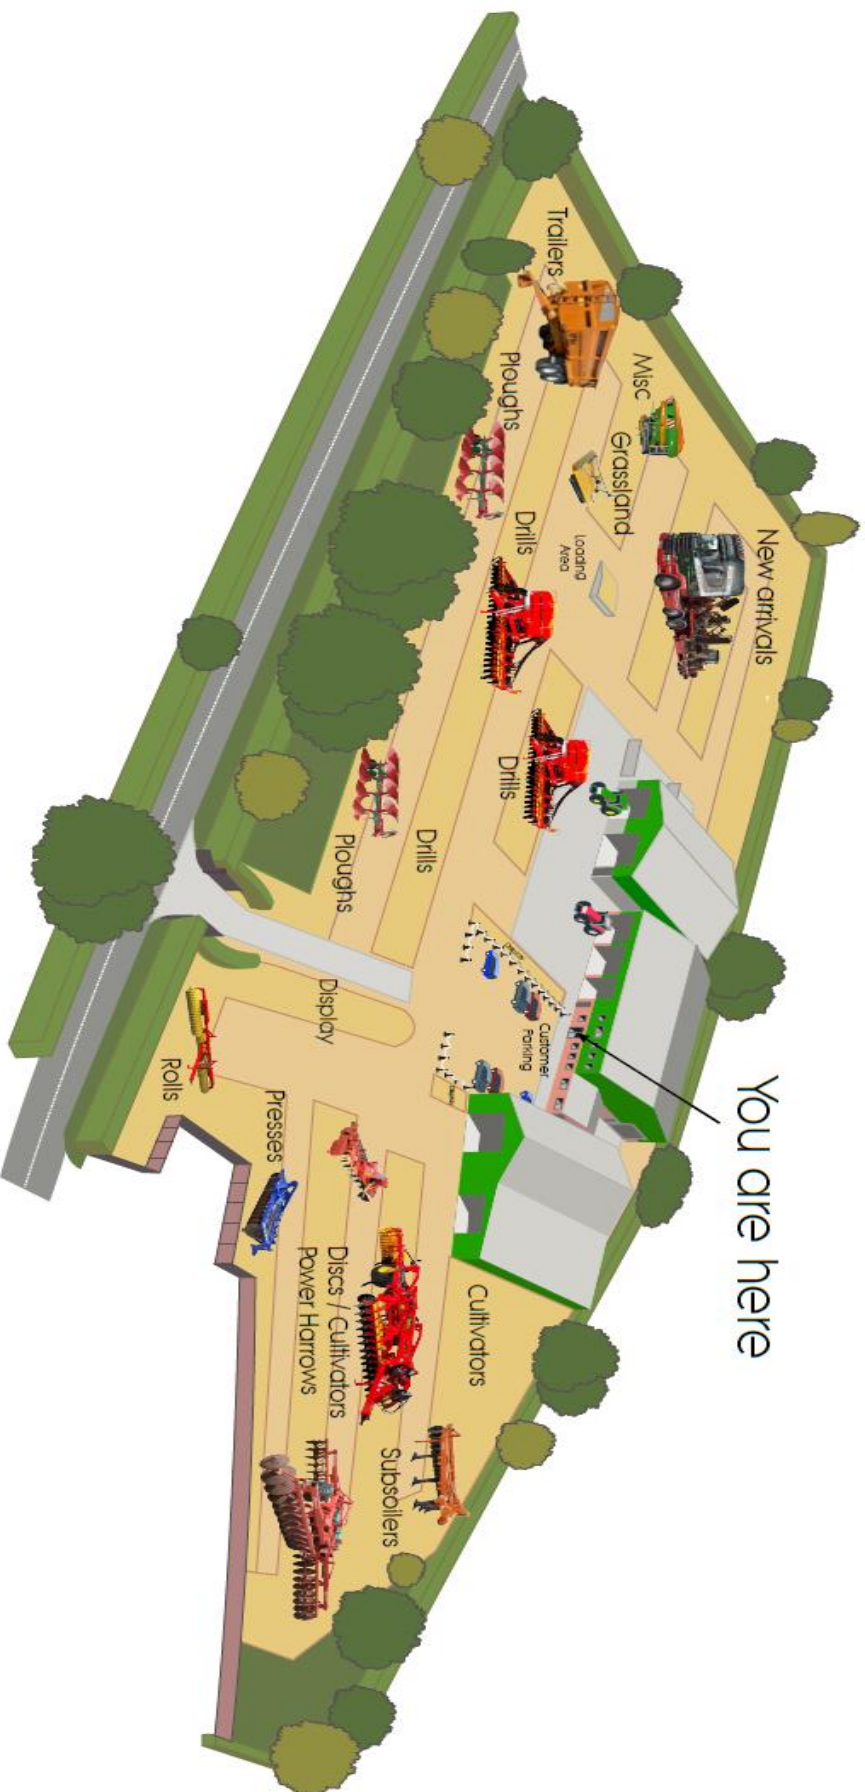 New arrivals
You are here
Misc
Grassland
Loading
Area
Trailers
Customer
Parking
Drills
Ploughs
Drills
Cultivators
Drills
Subsoilers
Ploughs
Discs / Cultivators
Power Harrows
Display
Presses
Rolls